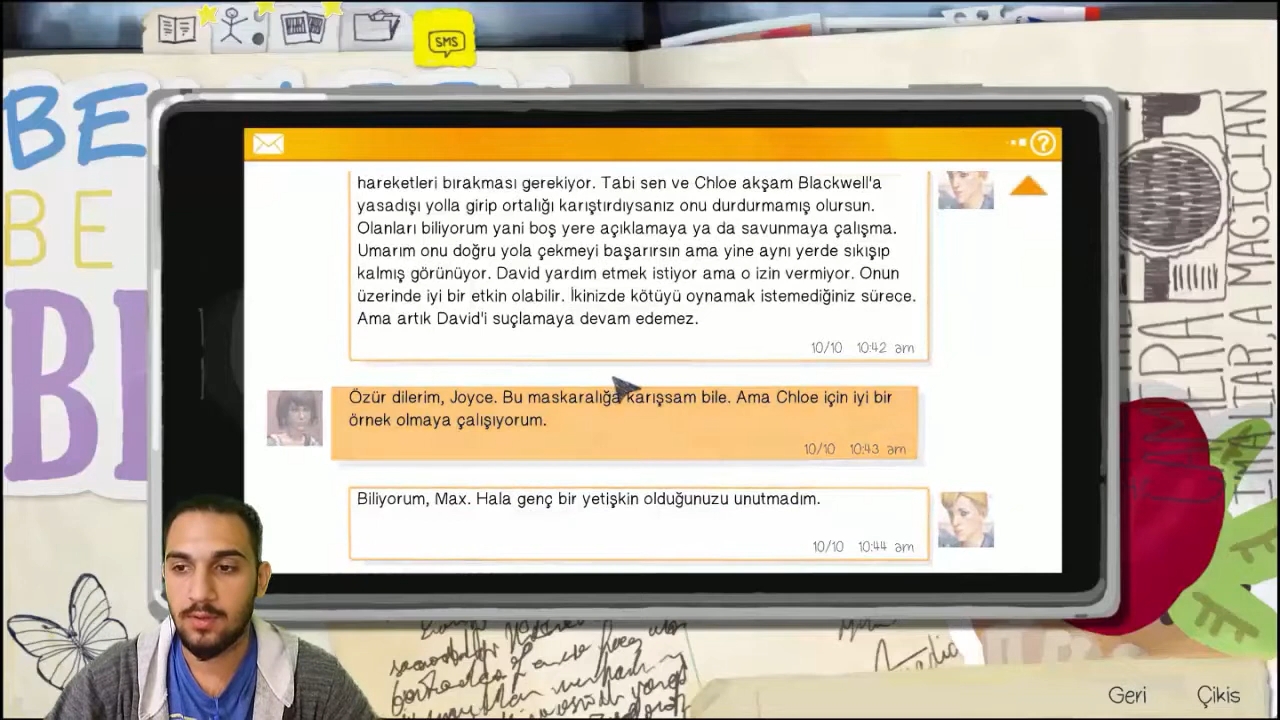 SMS
BE
BE
hareketleri bırakması gerekiyor. Tabi sen ve Chloe akşam Blackwell'a
yasadışı yolla girip ortalığı karıştırdıysanız onu durdurmamış olursun.
Olanları biliyorum yani boş yere açıklamaya ya da savunmaya çalışma.
Umarım onu doğru yola çekmeyi başarırsın ama yine aynı yerde sıkışıp
kalmış görünüyor. David yardım etmek istiyor ama o izin vermiyor. Onun
üzerinde iyi bir etkin olabilir. İkinizde kötüyü oynamak istemediğiniz sürece.
Ama artık David'i suçlamaya devam edemez.
10/10 10:42 am
Özür dilerim, Joyce. Bu maskaralığa karışsam bile. Ama Chloe için iyi bir
örnek olmaya çalışıyorum.
10/10 10:43 am
Biliyorum, Max. Hala genç bir yetişkin olduğunuzu unutmadım.
10/10 10:44 am
Geri Çikis